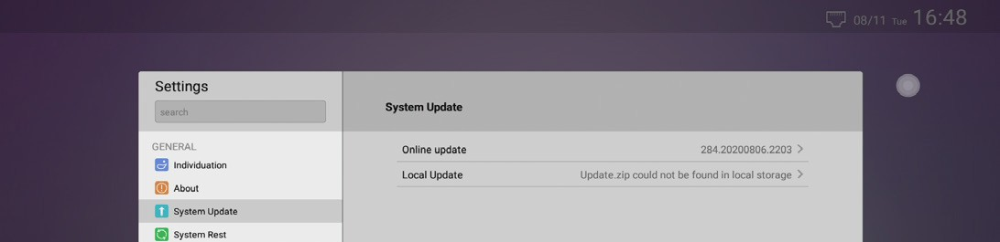 08/11 Tue 16:48
Settings
search
System Update
GENERAL
Individuation
About
System Update
System Rest
Online update 284.20200806.2203
Local Update Update.zip could not be found in local storage